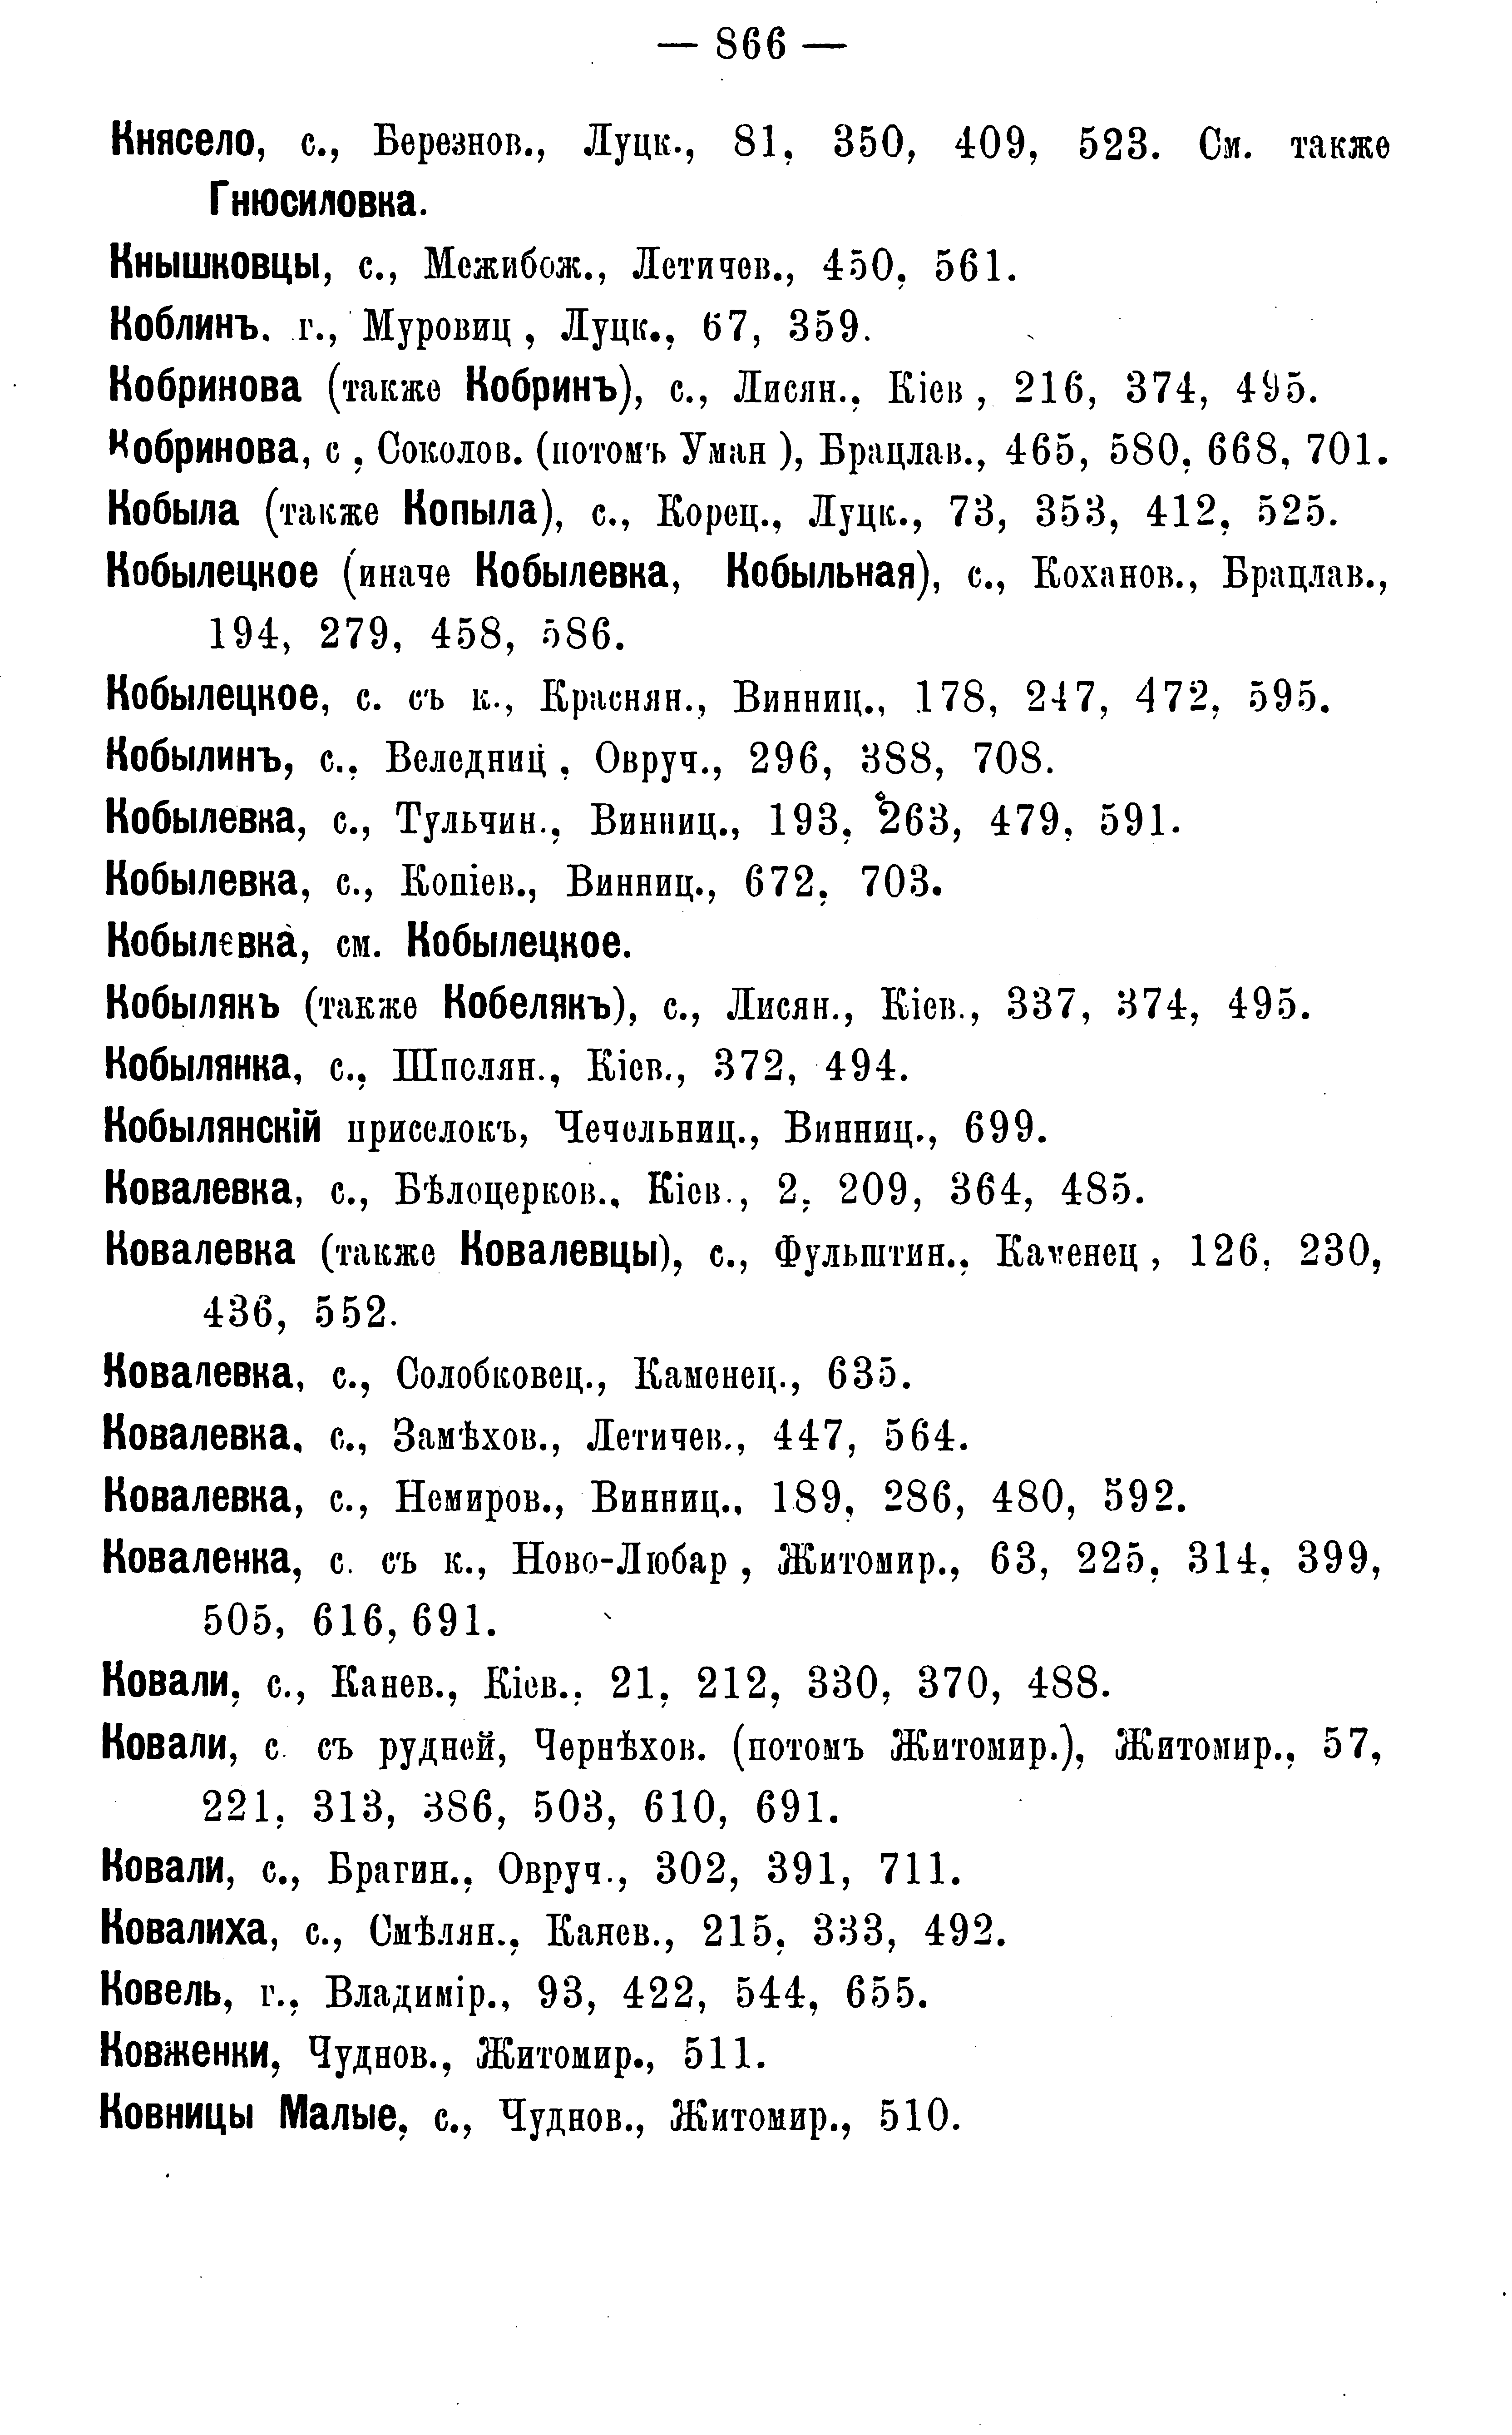 — 866 —
Княсело, с., Березнов., Луцк., 81, 350, 409, 523. См. также
Гнюсиловка.
Кнышковцы, с., Межибож., Летичев., 450, 561.
Коблинъ. г., Муровиц , Луцк., 67, 359.
Кобринова (также Кобринъ), с., Лисян., Кіев , 216, 374, 495.
Кобринова, с , Соколов. (потомъ Уман ), Брацлав., 465, 580, 668, 701.
Кобыла (также Копыла), с., Корец., Луцк., 73, 353, 412, 525.
Кобылецкое (иначе Кобылевка, Кобыльная), с., Коханов., Брацлав.,
194, 279, 458, 586.
Кобылецкое, с. съ к., Краснян., Винниц., 178, 247, 472, 595.
Кобылинъ, с., Веледниц , Овруч., 296, 388, 708.
Кобылевка, с., Тульчин., Винниц., 193, 263, 479, 591.
Кобылевка, с., Копіев., Винниц., 672, 703.
Кобылевка, см. Кобылецкое.
Кобылякъ (также Кобелякъ), с., Лисян., Кіев., 337, 374, 495.
Кобылянка, с., Шполян., Кіев., 372, 494.
Кобылянскій приселокъ, Чечельниц., Винниц., 699.
Ковалевка, с., Бѣлоцерков., Кіев., 2, 209, 364, 485.
Ковалевка (также Ковалевцы), с., Фульштин., Каменец , 126, 230,
436, 552.
Ковалевка, с., Солобковец., Каменец., 635.
Ковалевка, с., Замѣхов., Летичев., 447, 564.
Ковалевка, с., Немиров., Винниц., 189, 286, 480, 592.
Коваленка, с. съ к., Ново-Любар , Житомир., 63, 225, 314, 399,
505, 616, 691.
Ковали, с., Канев., Кіев., 21, 212, 330, 370, 488.
Ковали, с. съ рудней, Чернѣхов. (потомъ Житомир.), Житомир., 57,
221, 313, 386, 503, 610, 691.
Ковали, с., Брагин., Овруч., 302, 391, 711.
Ковалиха, с., Смѣлян., Канев., 215, 333, 492.
Ковель, г., Владимір., 93, 422, 544, 655.
Ковженки, Чуднов., Житомир., 511.
Ковницы Малые, с., Чуднов., Житомир., 510.